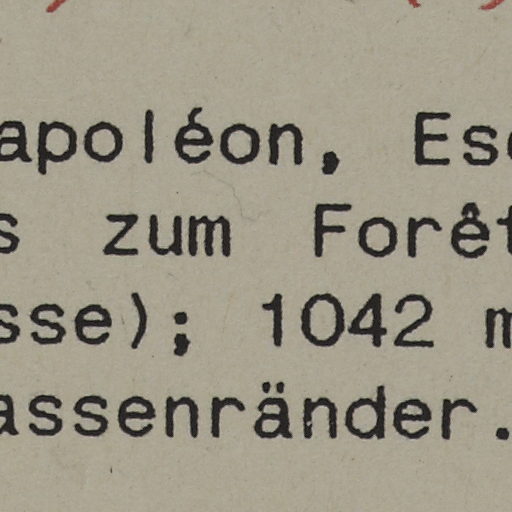 apoléon, Es
s zum Forêt
sse); 1042 m
assenränder.